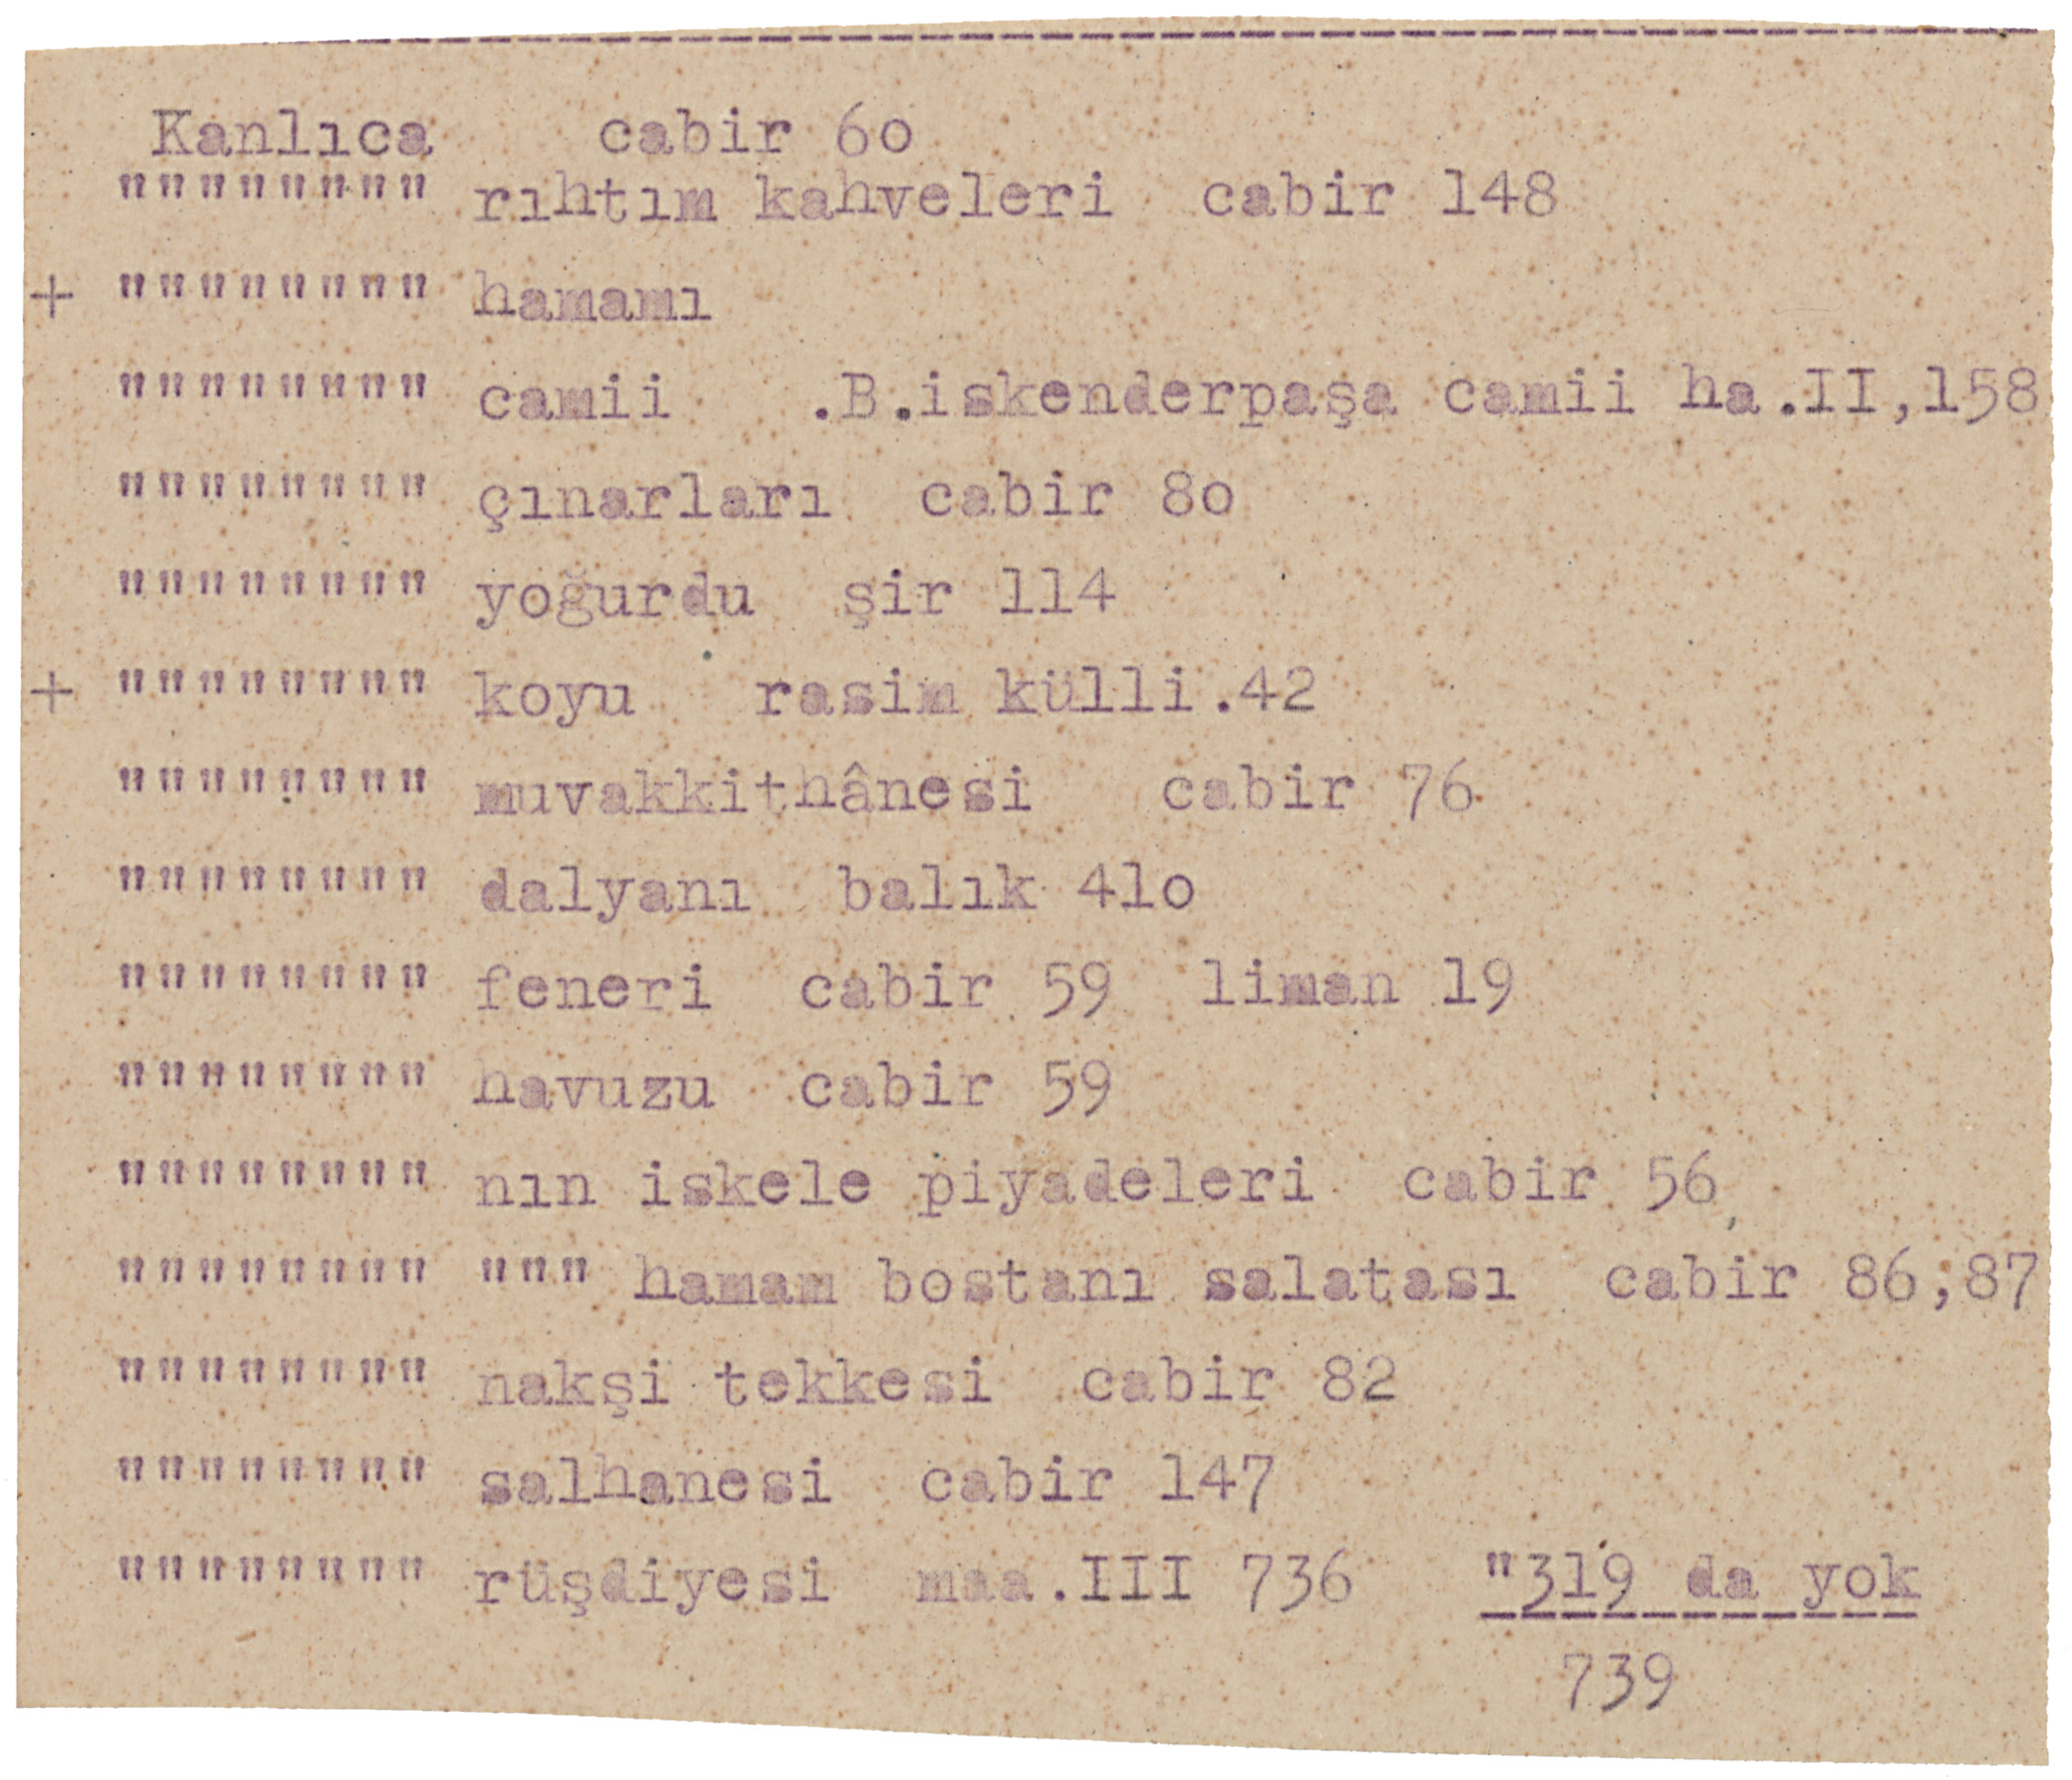 Kanlıca cabir 6o
"""""""" rıhtım kahveleri cabir 148
+ """""""" hamamı
"""""""" camii .B.iskenderpaşa camii ha.II,158
"""""""" çınarları cabir 8o
"""""""" yoğurdu şir 114
+ """""""" koyu rasim külli.42
"""""""" muvakkithânesi cabir 76
"""""""" dalyanı balık 41o
"""""""" feneri cabir 59 liman 19
"""""""" havuzu cabir 59
"""""""" nın iskele piyadeleri cabir 56
"""""""" """ hamam bostanı salatası cabir 86,87
"""""""" nakşi tekkesi cabir 82
"""""""" salhanesi cabir 147
"""""""" rüşdiyesi maa.III 736 "319 da yok
739